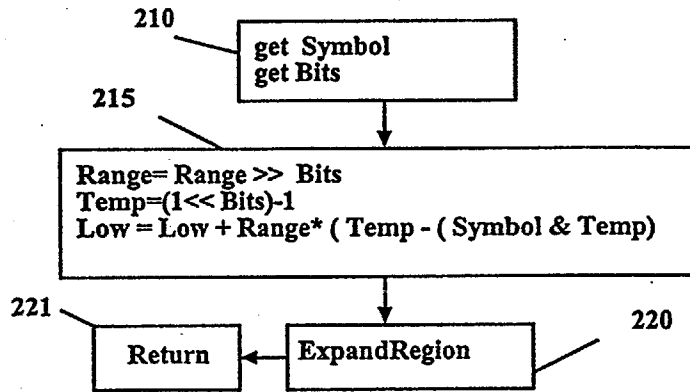 210
get Symbol
get Bits
215
Range= Range >> Bits
Temp=(1<< Bits)-1
Low = Low + Range* ( Temp - ( Symbol & Temp)
221
Return
ExpandRegion
220